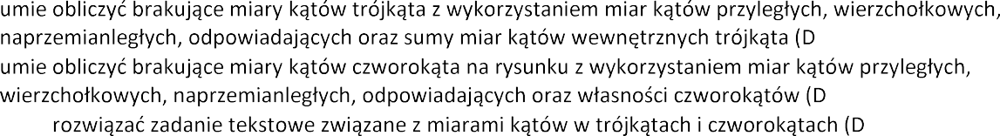 umie obliczyć brakujące miary kątów trójkąta z wykorzystaniem miar kątów przyległych, wierzchołkowych,
naprzemianległych, odpowiadających oraz sumy miar kątów wewnętrznych trójkąta (D
umie obliczyć brakujące miary kątów czworokąta na rysunku z wykorzystaniem miar kątów przyległych,
wierzchołkowych, naprzemianległych, odpowiadających oraz własności czworokątów (D
rozwiązać zadanie tekstowe związane z miarami kątów w trójkątach i czworokątach (D